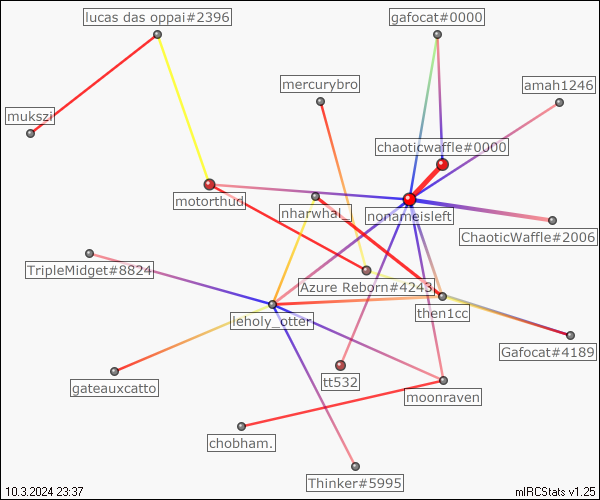 lucas das oppai#2396
gafocat#0000
mercurybro
amah1246
mukszi
chaoticwaffle#0000
motorthud
nharwhal_
nonameisleft
ChaoticWaffle#2006
TripleMidget#8824
Azure Reborn#4243
then1cc
leholy_otter
Gafocat#4189
gateauxcatto
tt532
moonraven
chobham.
Thinker#5995
10.3.2024 23:37
mIRCStats v1.25